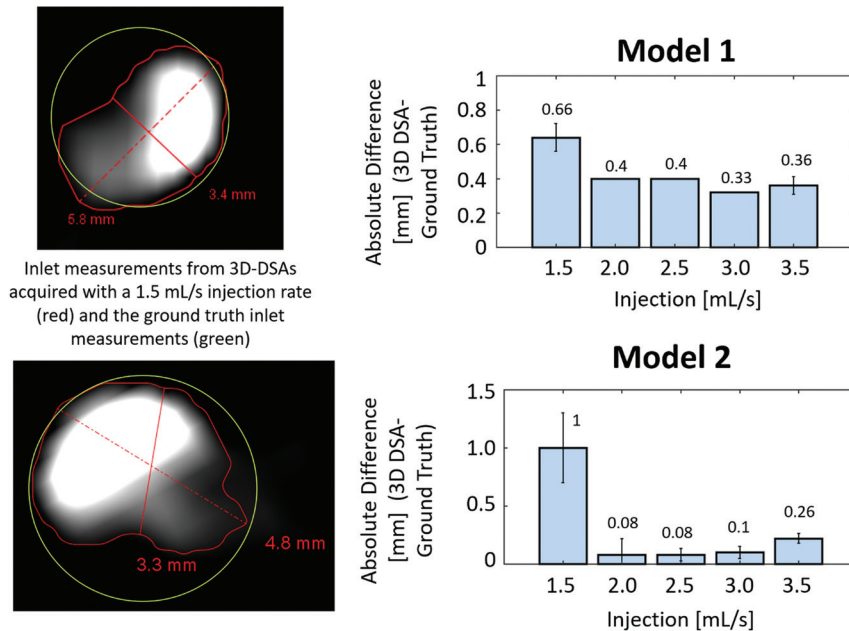 3.4 mm
5.8 mm
Inlet measurements from 3D-DSAs
acquired with a 1.5 mL/s injection rate
(red) and the ground truth inlet
measurements (green)
3.3 mm
4.8 mm
Model 1
Absolute Difference
[mm] (3D DSA-
Ground Truth)
1
0.8
0.6
0.4
0.2
0
0.66
0.4
0.4
0.33
0.36
1.5 2.0 2.5 3.0 3.5
Injection [mL/s]
Model 2
Absolute Difference
[mm] (3D DSA-
Ground Truth)
1.5
1.0
0.5
0
1
0.08
0.08
0.1
0.26
1.5 2.0 2.5 3.0 3.5
Injection [mL/s]